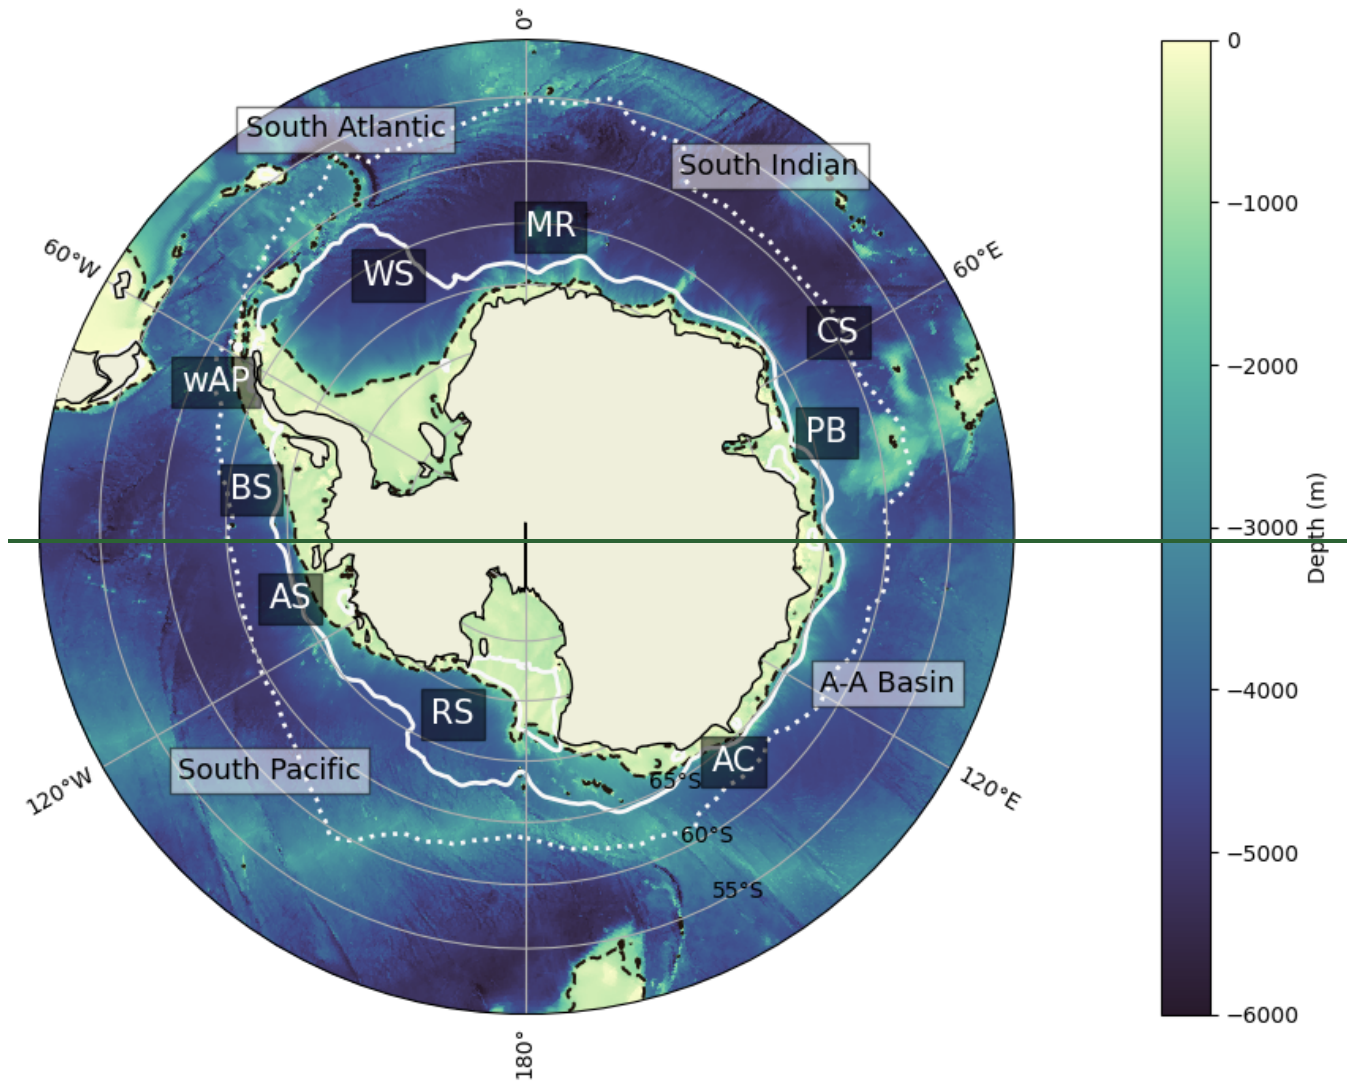 0°
0
South Atlantic
South Indian
−1000
MR
60°W
WS
60°E
CS
−2000
wAP
PB
BS
−3000
Depth (m)
AS
A-A Basin
−4000
RS
AC
South Pacific
65°S
120°W
120°E
60°S
−5000
55°S
−6000
180°